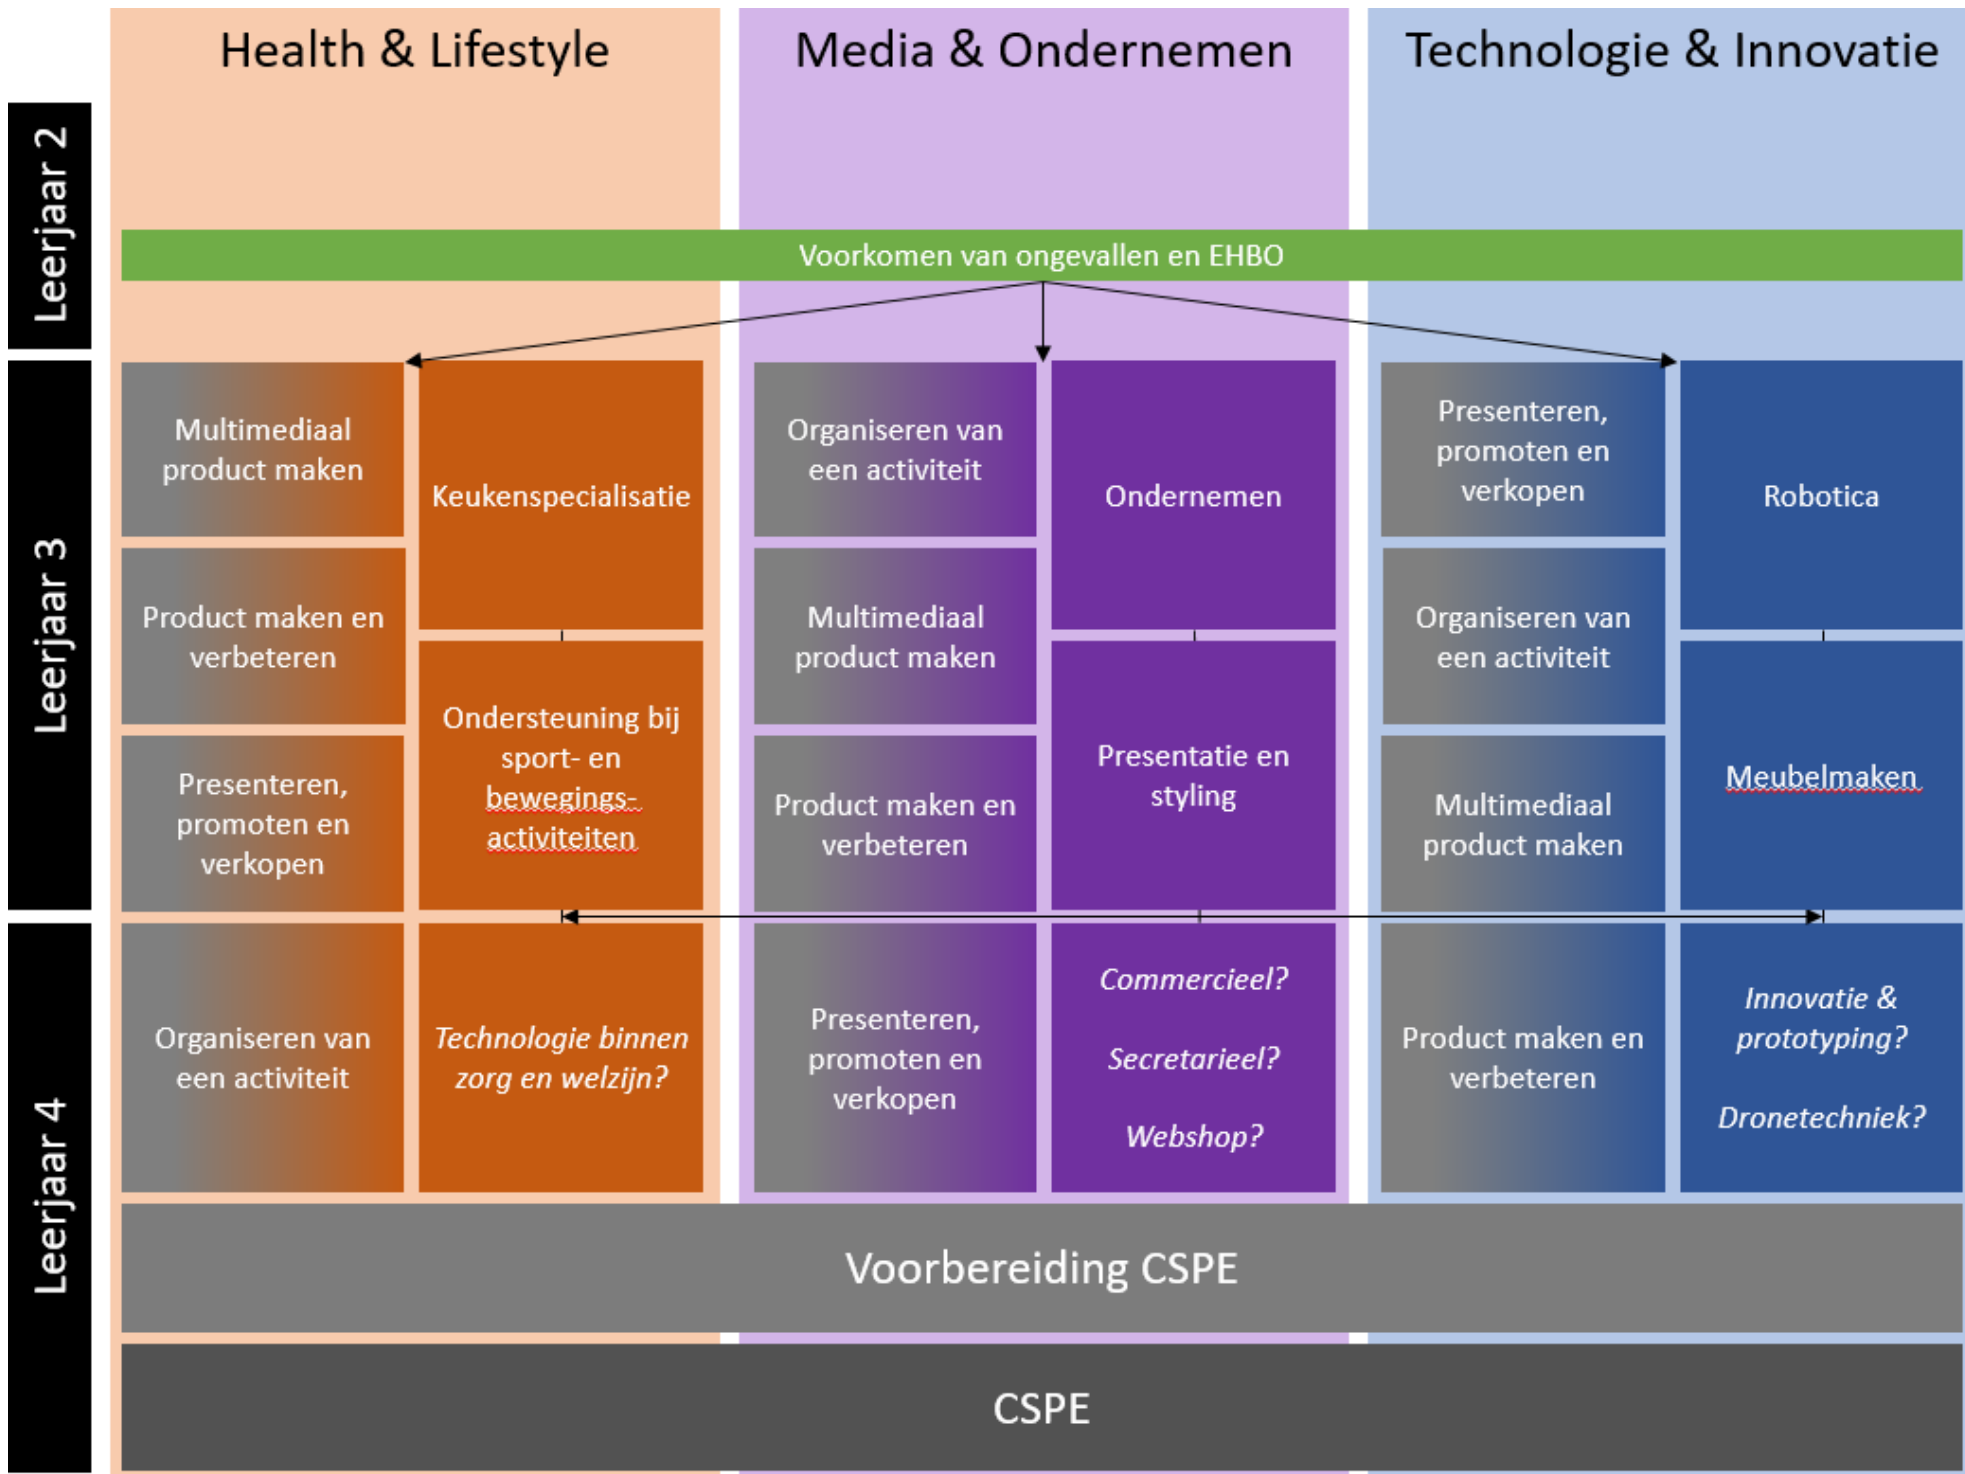 Health & Lifestyle
Media & Ondernemen
Technologie & Innovatie
Leerjaar 2
Voorkomen van ongevallen en EHBO
Leerjaar 3
Multimediaal
product maken
Product maken en
verbeteren
Presenteren,
promoten en
verkopen
Keukenspecialisatie
Ondersteuning bij
sport- en
bewegings-
activiteiten
Organiseren van
een activiteit
Multimediaal
product maken
Product maken en
verbeteren
Ondernemen
Presentatie en
styling
Presenteren,
promoten en
verkopen
Organiseren van
een activiteit
Multimediaal
product maken
Robotica
Meubelmaken
Leerjaar 4
Organiseren van
een activiteit
Technologie binnen
zorg en welzijn?
Presenteren,
promoten en
verkopen
Commercieel?
Secretarieel?
Webshop?
Product maken en
verbeteren
Innovatie &
prototyping?
Dronetechniek?
Voorbereiding CSPE
CSPE